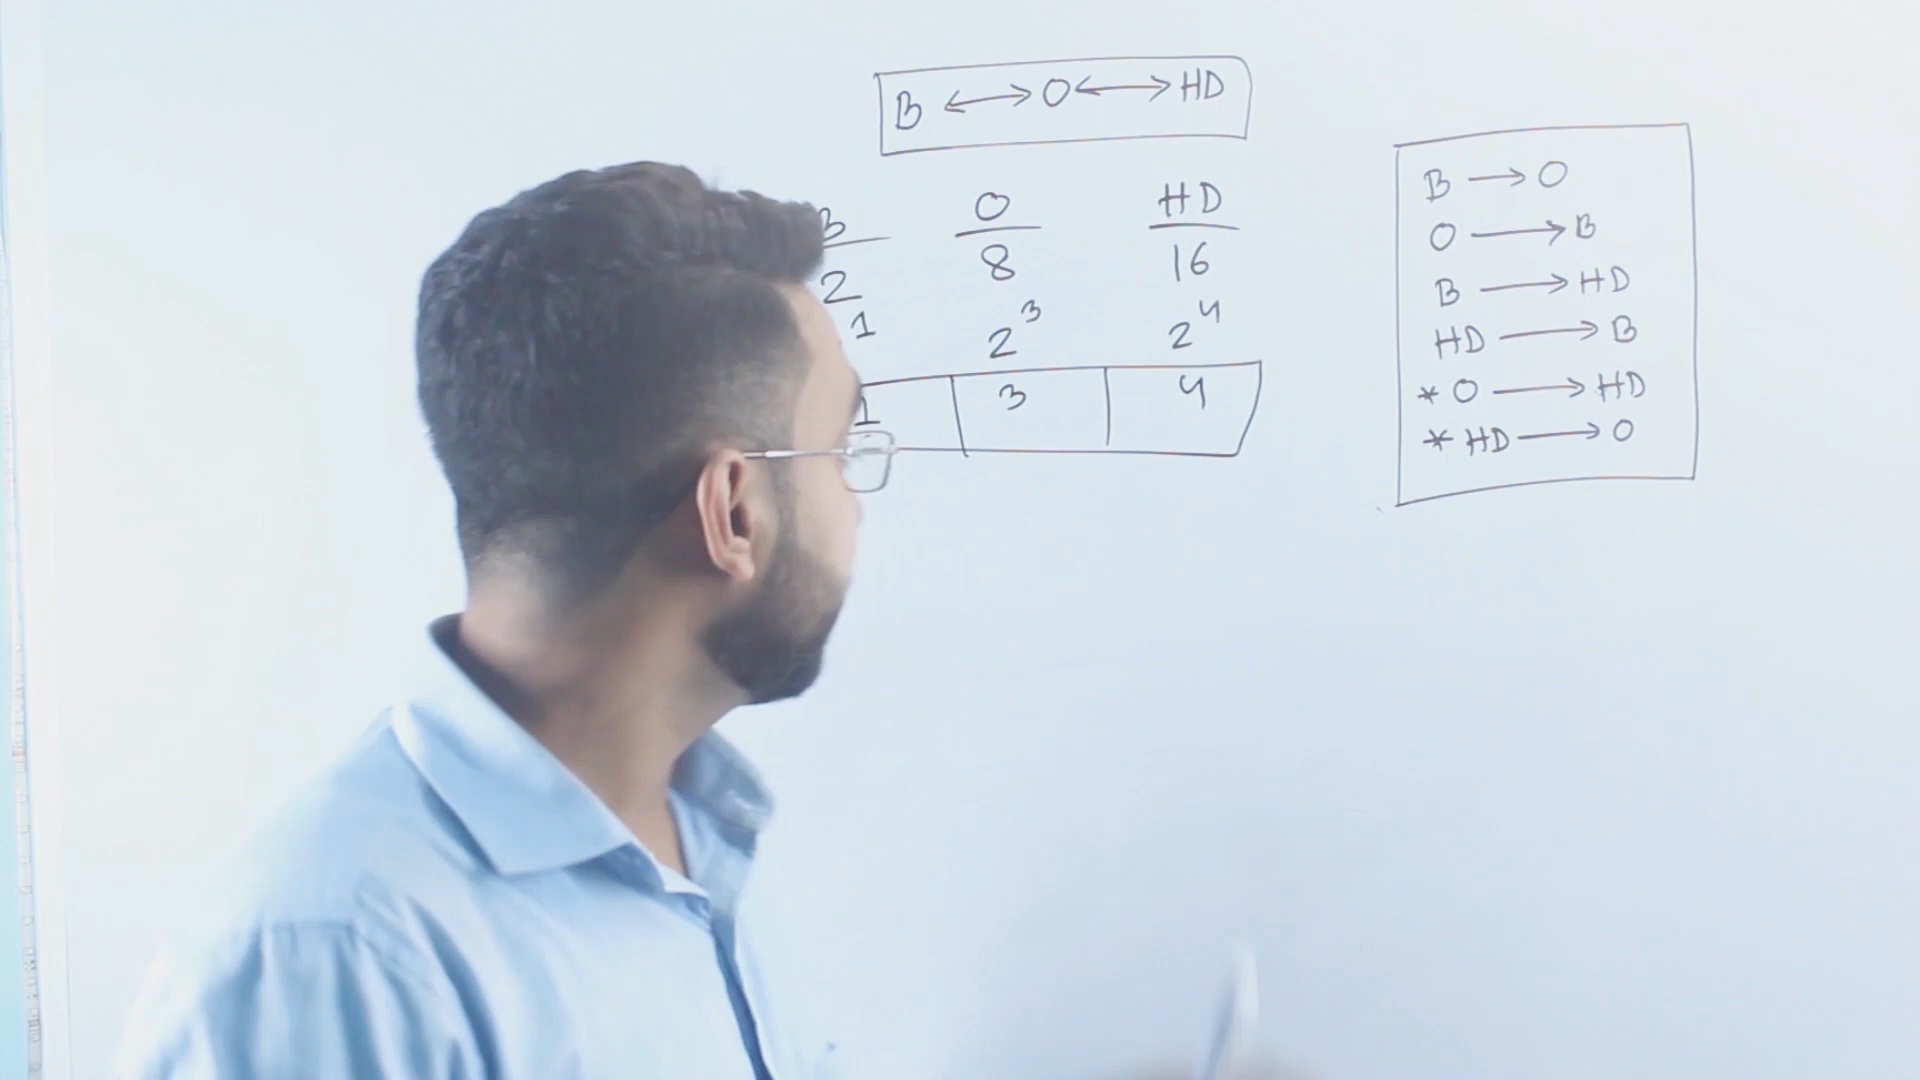 B ⟷ O ⟷ HD
B O HD
2 8 16
1 2³ 2⁴
1 3 4
B → O
O → B
B → HD
HD → B
* O → HD
* HD → O